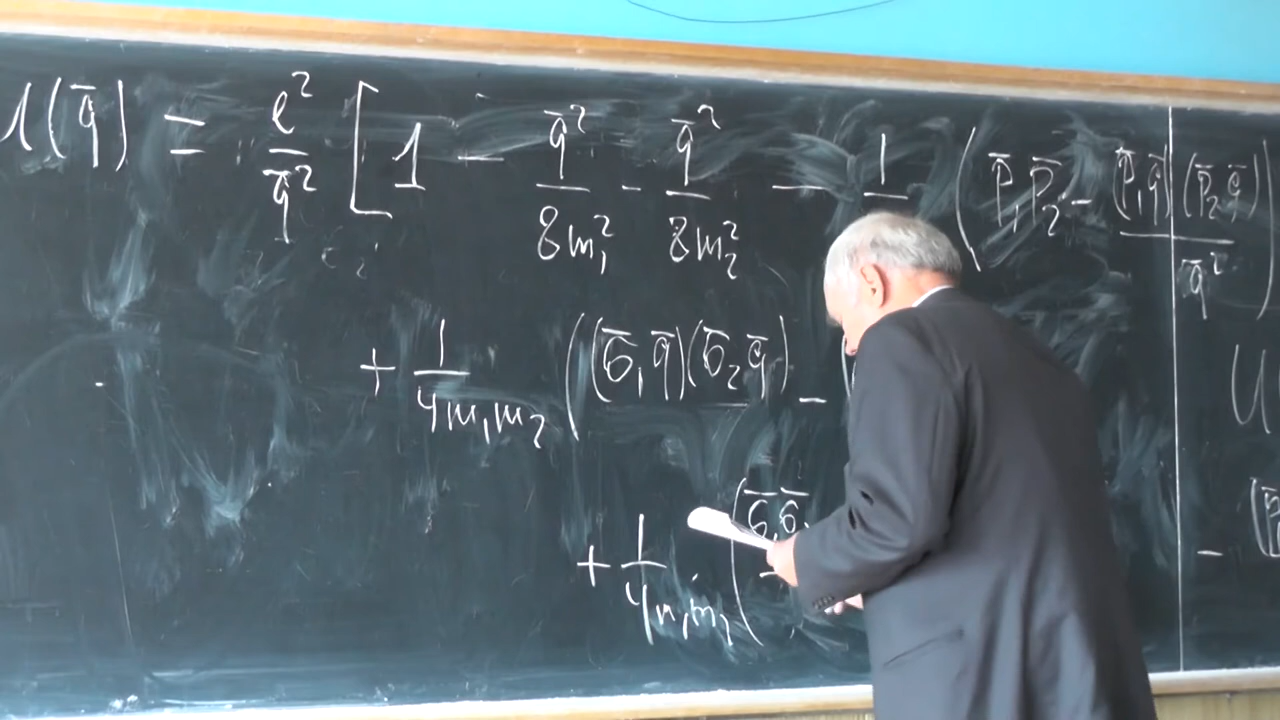 U(q̄) = e² / q̄² [ 1 - q̄² / 8m₁² - q̄² / 8m₂² - 1 ( p̄₁p̄₂ - (p̄₁q̄)(p̄₂q̄) / q̄² )
+ 1 / 4m₁m₂ ( (σ̄₁q̄)(σ̄₂q̄) - (
+ 1 / 4m₁m₂ ( σ̄₁σ̄₂